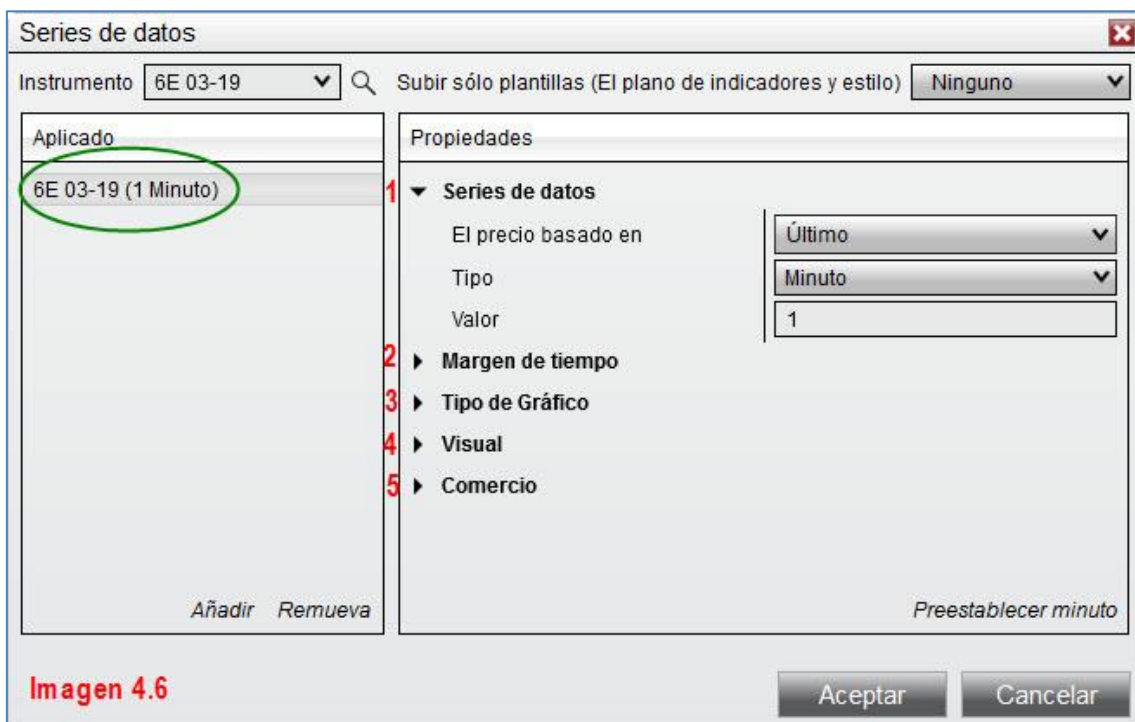 Series de datos
Instrumento 6E 03-19 Subir sólo plantillas (El plano de indicadores y estilo) Ninguno
Aplicado
6E 03-19 (1 Minuto)
Añadir Remueva
Propiedades
1 Series de datos
El precio basado en Último
Tipo Minuto
Valor 1
2 Margen de tiempo
3 Tipo de Gráfico
4 Visual
5 Comercio
Preestablecer minuto
Imagen 4.6
Aceptar Cancelar